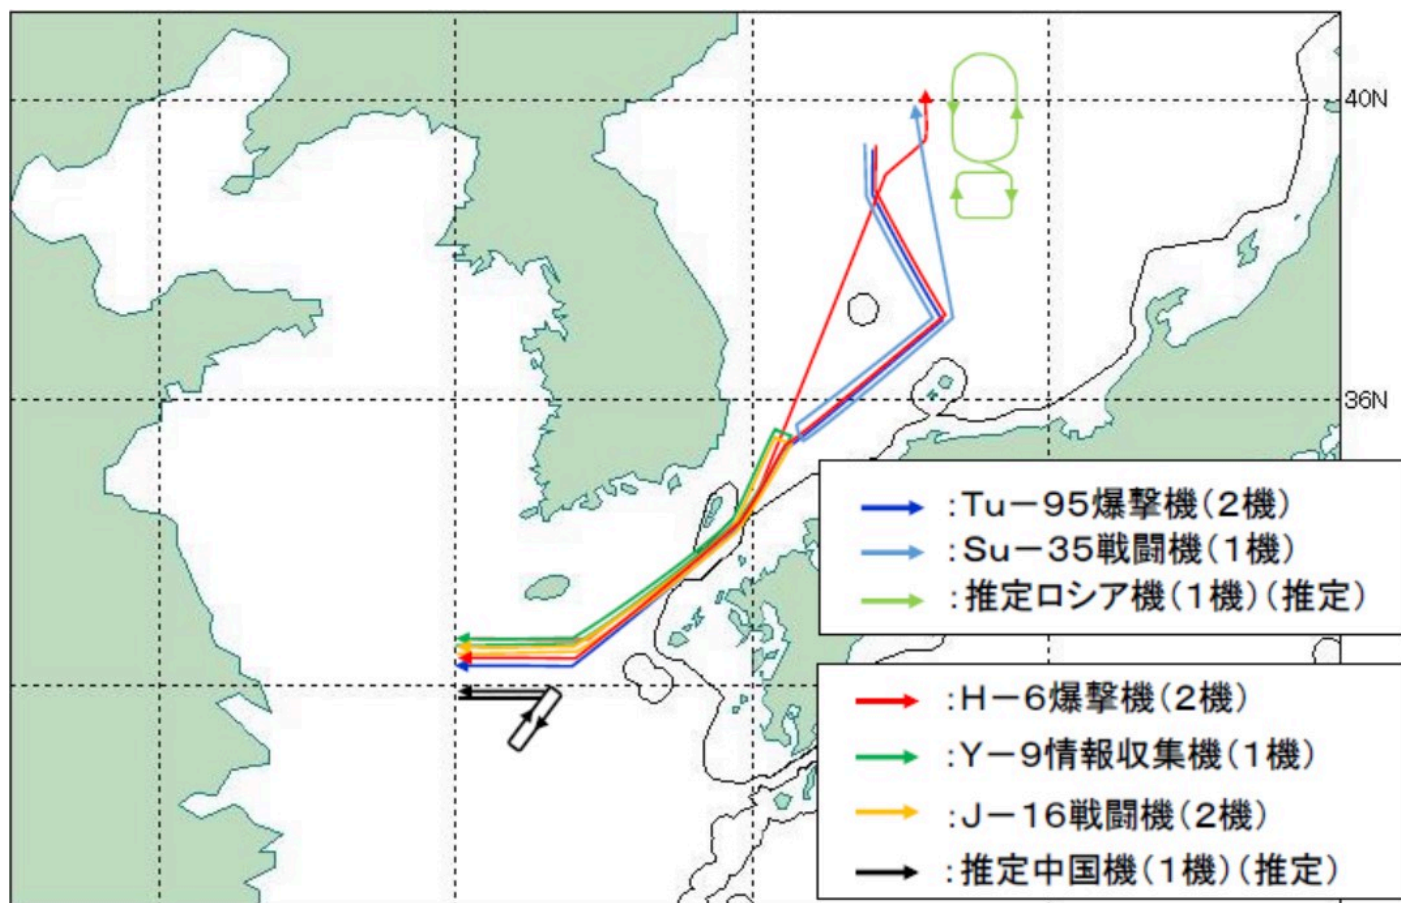 40N
36N
:Tu－95爆撃機(2機)
:Su－35戦闘機(1機)
:推定ロシア機(1機)(推定)
:H－6爆撃機(2機)
:Y－9情報収集機(1機)
:J－16戦闘機(2機)
:推定中国機(1機)(推定)